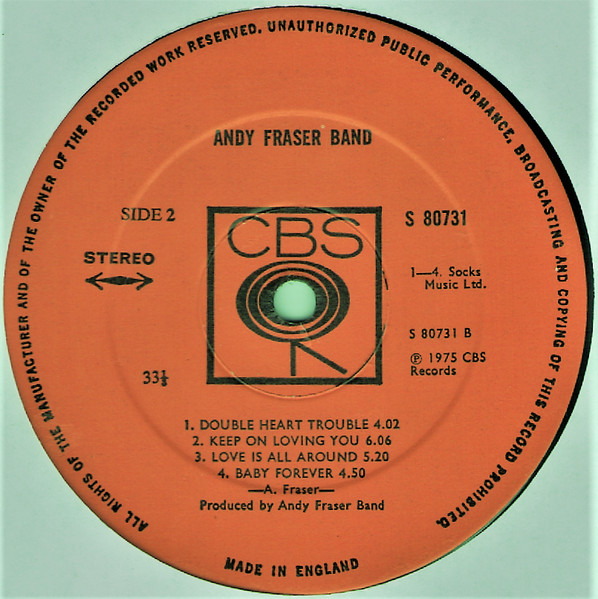 ALL RIGHTS OF THE MANUFACTURER AND OF THE OWNER OF THE RECORDED WORK RESERVED. UNAUTHORIZED PUBLIC PERFORMANCE, BROADCASTING AND COPYING OF THIS RECORD PROHIBITED.
ANDY FRASER BAND
SIDE 2
CBS
S 80731
STEREO
1—4. Socks
Music Ltd.
S 80731 B
℗ 1975 CBS
Records
33⅓
1. DOUBLE HEART TROUBLE 4.02
2. KEEP ON LOVING YOU 6.06
3. LOVE IS ALL AROUND 5.20
4. BABY FOREVER 4.50
—A. Fraser—
Produced by Andy Fraser Band
MADE IN ENGLAND